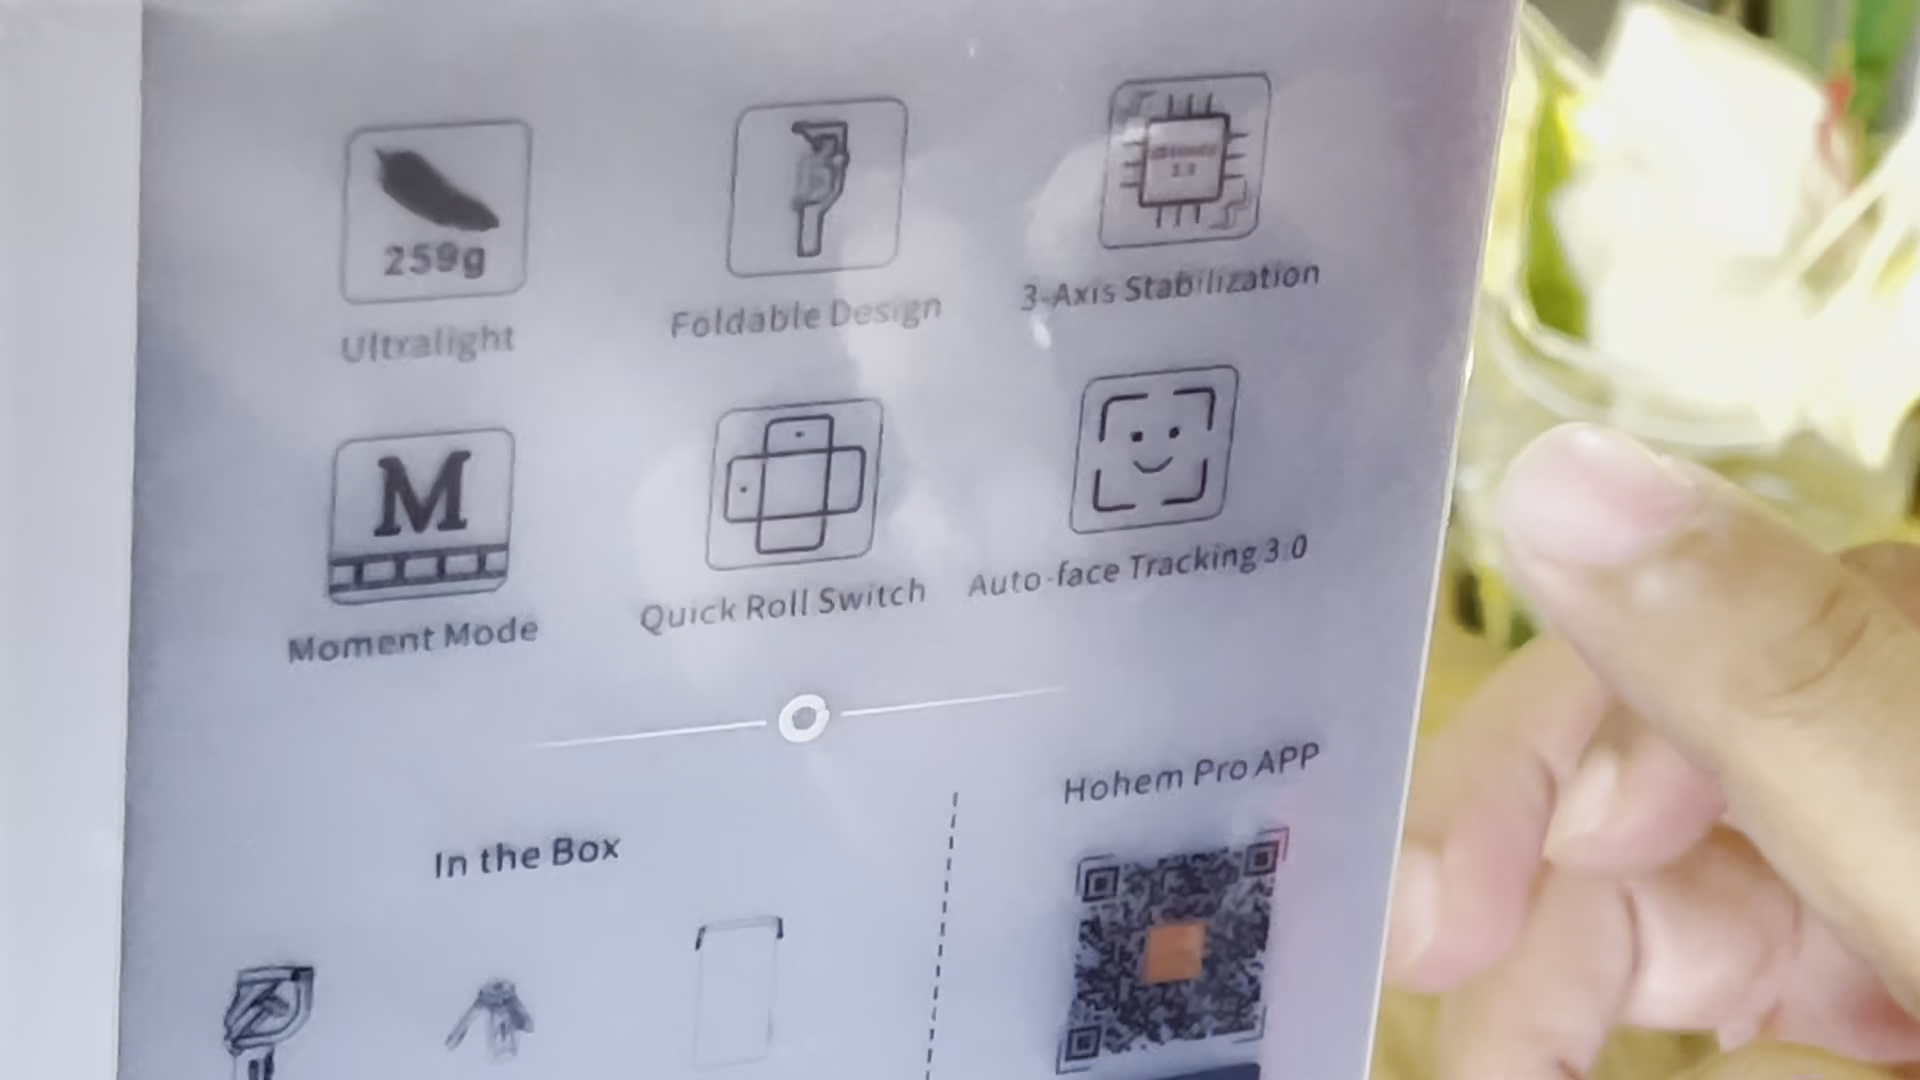 259g
Ultralight
Foldable Design
3-Axis Stabilization
M
Moment Mode
Quick Roll Switch
Auto-face Tracking 3.0
In the Box
Hohem Pro APP